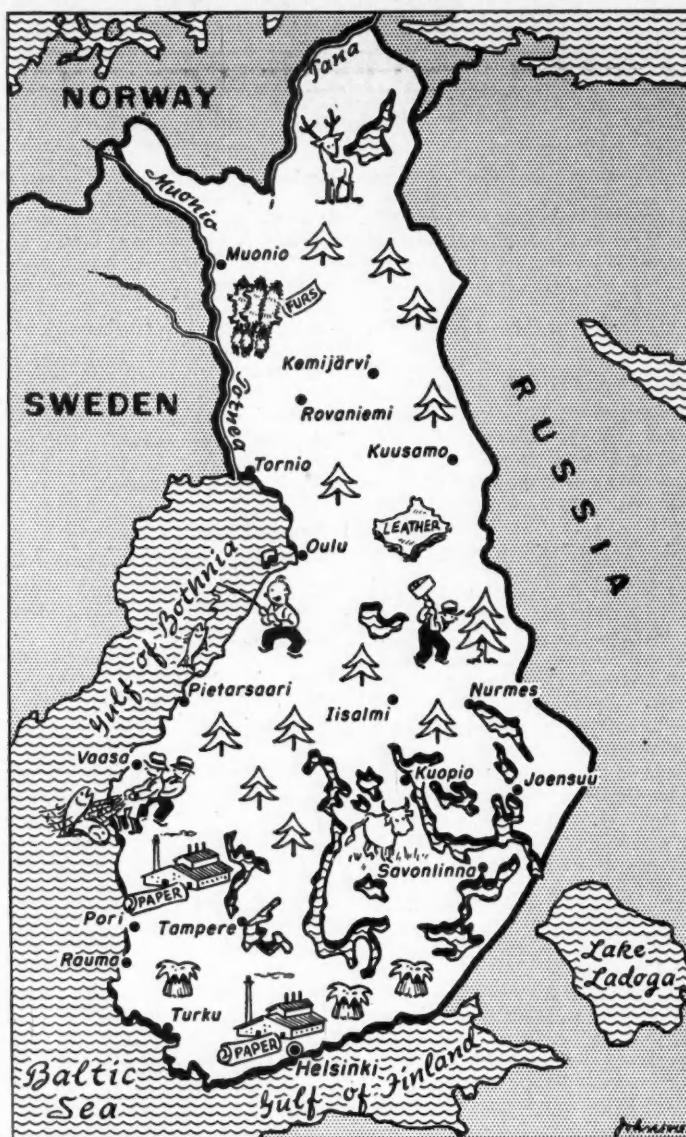 Tana
NORWAY
Muonio
Muonio
FURS
Kemijärvi
SWEDEN
Rovaniemi
RUSSIA
Kuusamo
Tornio
LEATHER
Oulu
Gulf of Bothnia
Pietarsaari
Iisalmi
Nurmes
Vaasa
Kuopio
Joensuu
Savonlinna
PAPER
Pori
Tampere
Rauma
Lake
Ladoga
Turku
PAPER
Helsinki
Baltic
Sea
Gulf of Finland